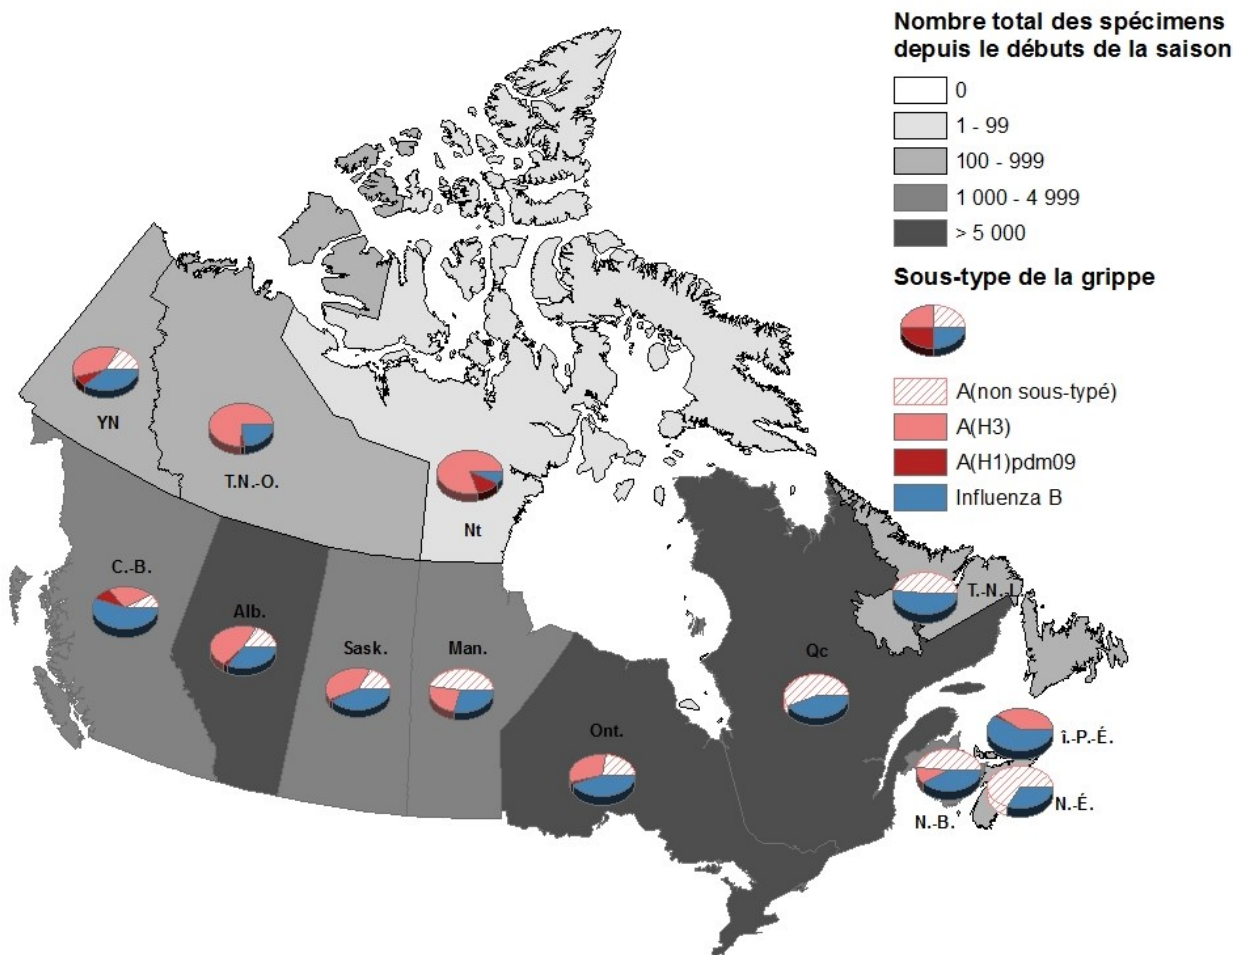 Nombre total des spécimens
depuis le débuts de la saison
0
1 - 99
100 - 999
1 000 - 4 999
> 5 000
Sous-type de la grippe
A(non sous-typé)
A(H3)
A(H1)pdm09
Influenza B
YN
T.N.-O.
Nt
C.-B.
Alb.
Sask.
Man.
Ont.
Qc
T.-N.-L.
î.-P.-É.
N.-B.
N.-É.